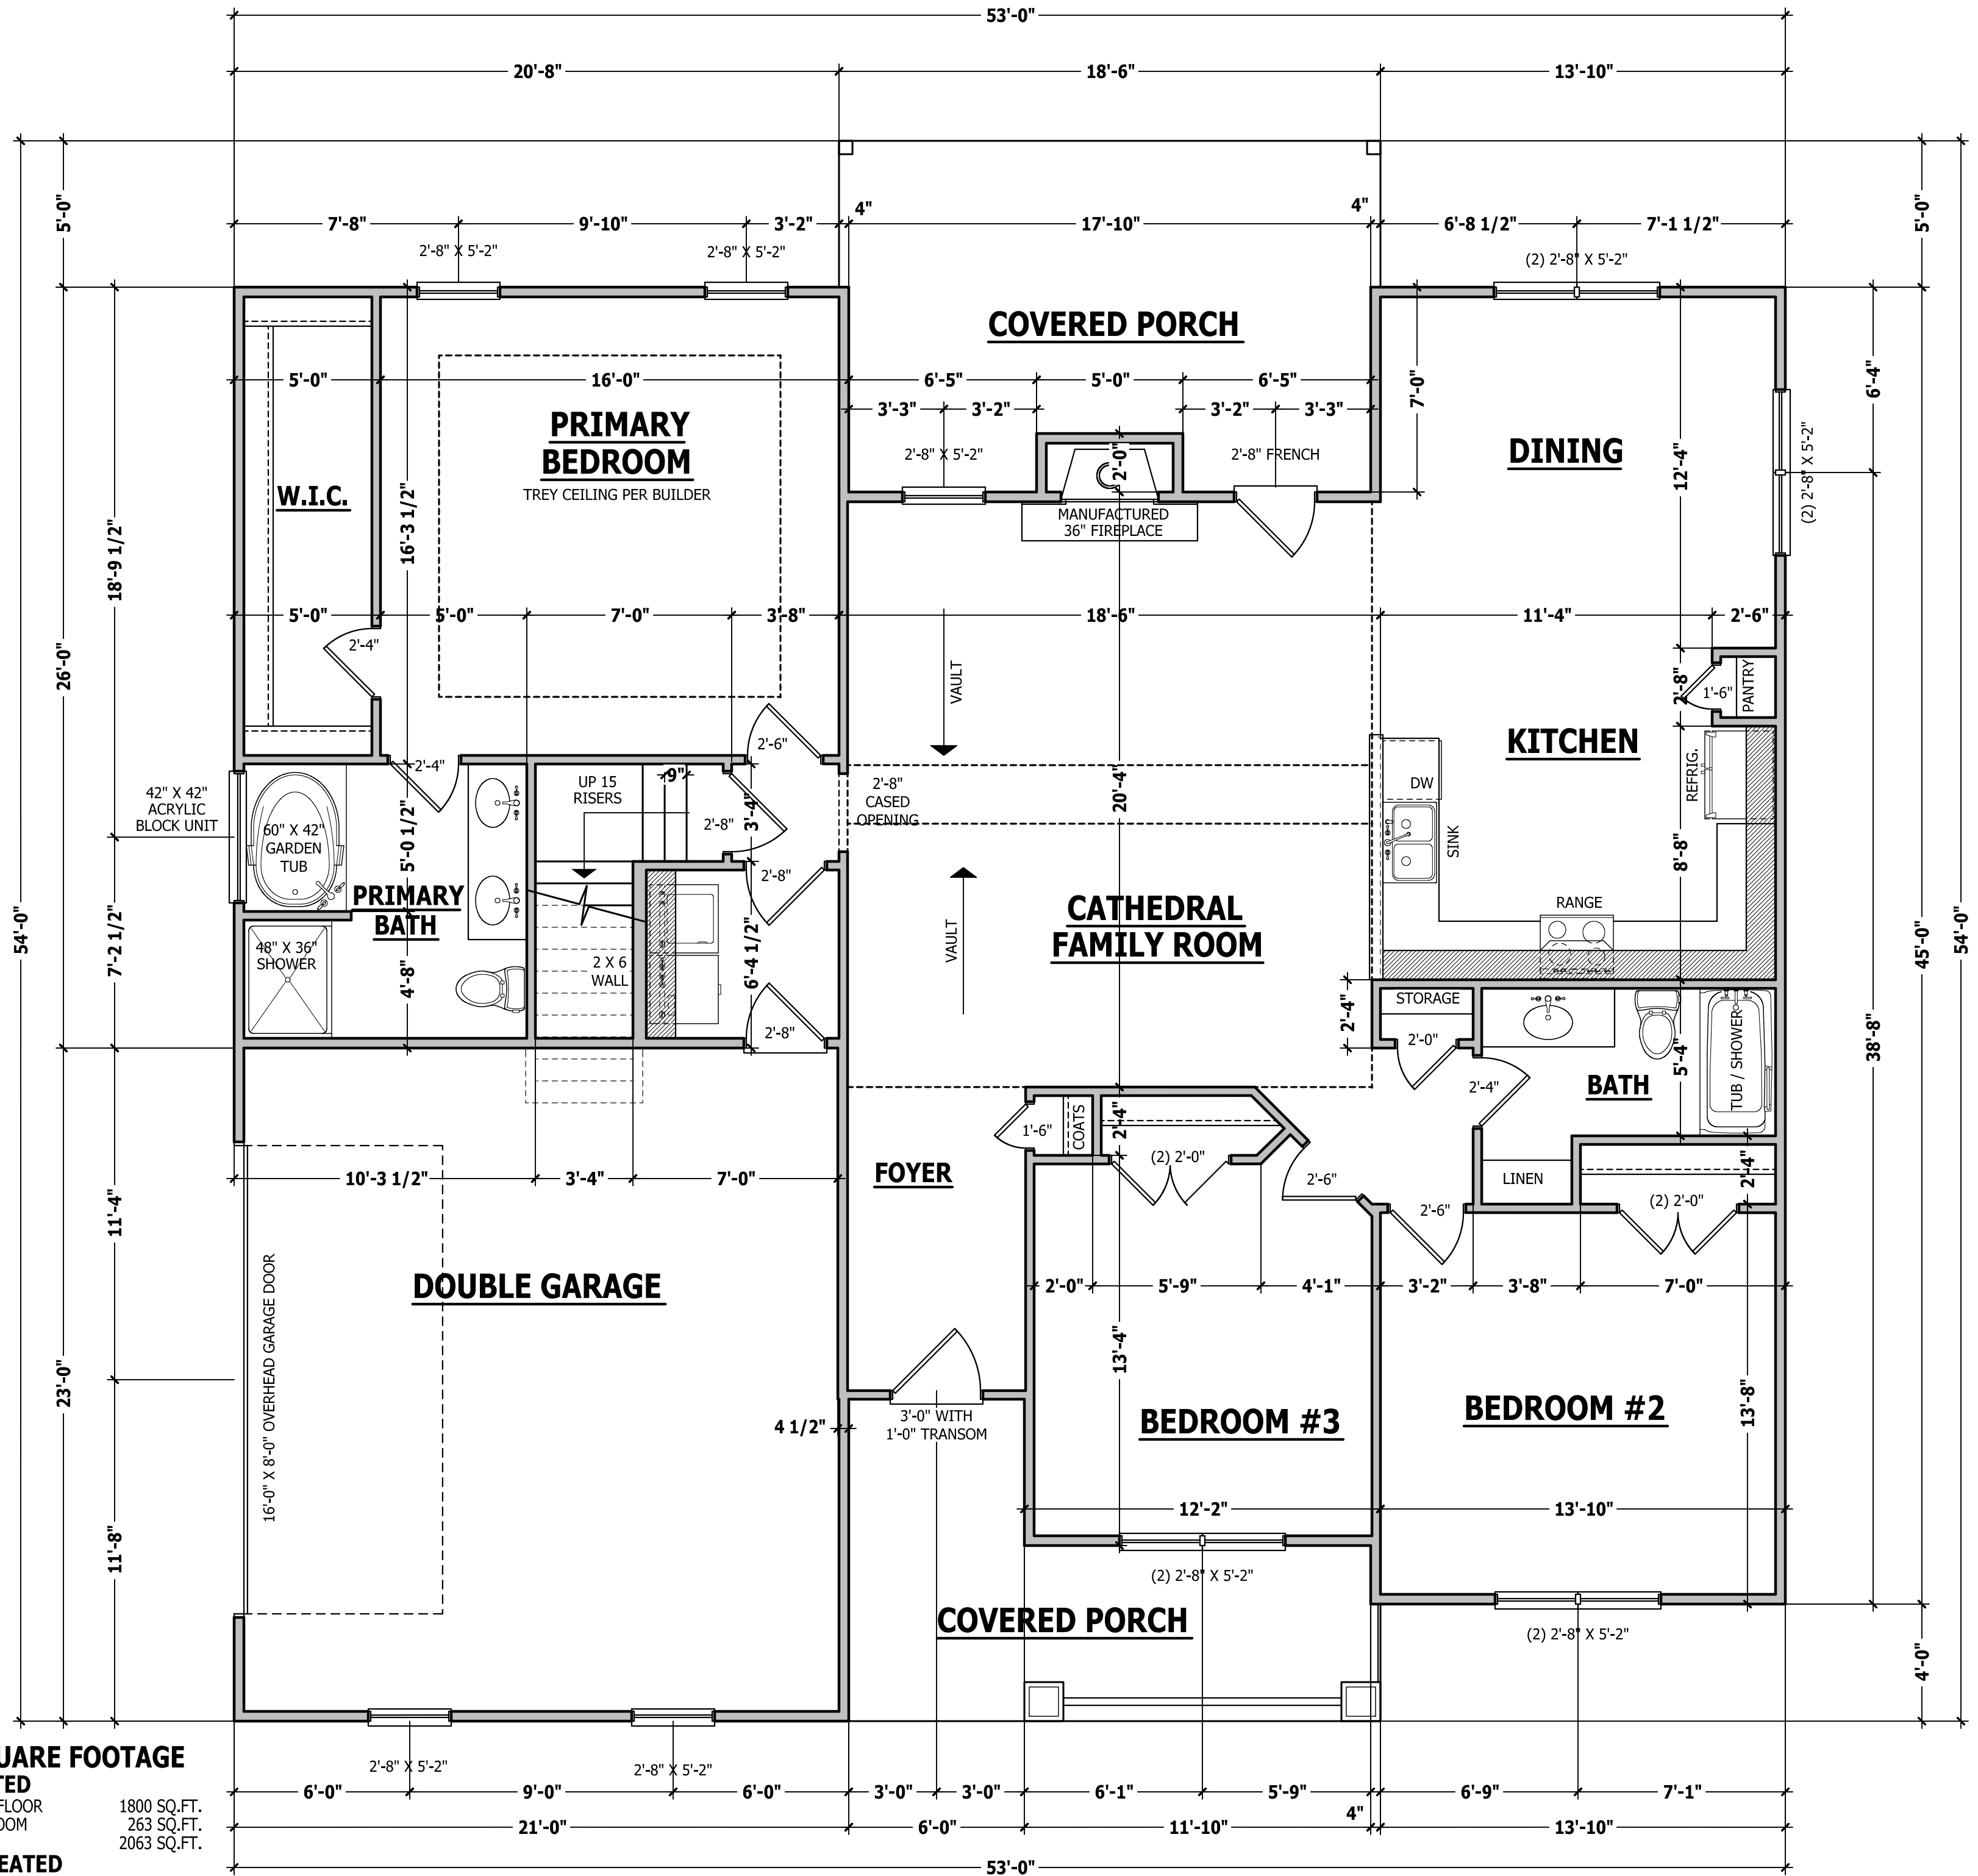 53'-0"
20'-8" 18'-6" 13'-10"
5'-0" 7'-8" 9'-10" 3'-2" 4" 17'-10" 4" 6'-8 1/2" 7'-1 1/2" 5'-0"
2'-8" X 5'-2" 2'-8" X 5'-2" (2) 2'-8" X 5'-2"
COVERED PORCH
5'-0" 16'-0" 6'-5" 5'-0" 6'-5" 7'-0" 6'-4"
3'-3" 3'-2" 3'-2" 3'-3"
PRIMARY
BEDROOM
TREY CEILING PER BUILDER
2'-8" X 5'-2" 2'-0" 2'-8" FRENCH
DINING
12'-4"
(2) 2'-8" X 5'-2"
W.I.C.
MANUFACTURED
36" FIREPLACE
16'-3 1/2"
18'-9 1/2"
26'-0"
5'-0" 5'-0" 7'-0" 3'-8" 18'-6" 11'-4" 2'-6"
2'-4"
VAULT
2'-8" 1'-6" PANTRY
2'-6"
2'-4"
KITCHEN
REFRIG.
42" X 42"
ACRYLIC
BLOCK UNIT
60" X 42"
GARDEN
TUB
5'-0 1/2"
UP 15
RISERS
9"
2'-8" 3'-4"
2'-8"
CASED
OPENING
20'-4"
DW
SINK
8'-8"
2'-8"
PRIMARY
BATH
48" X 36"
SHOWER
4'-8"
7'-2 1/2"
54'-0"
2 X 6
WALL
6'-4 1/2"
2'-8"
VAULT
CATHEDRAL
FAMILY ROOM
RANGE
45'-0"
54'-0"
38'-8"
2'-4"
STORAGE
2'-0"
2'-4"
5'-4"
BATH
TUB / SHOWER
1'-6" COATS 2'-4"
(2) 2'-0"
FOYER
2'-6"
2'-6"
LINEN
2'-4"
(2) 2'-0"
10'-3 1/2" 3'-4" 7'-0"
11'-4"
DOUBLE GARAGE
16'-0" X 8'-0" OVERHEAD GARAGE DOOR
2'-0" 5'-9" 4'-1" 3'-2" 3'-8" 7'-0"
13'-4"
23'-0"
13'-8"
BEDROOM #3
BEDROOM #2
4 1/2"
3'-0" WITH
1'-0" TRANSOM
12'-2" 13'-10"
11'-8"
(2) 2'-8" X 5'-2"
COVERED PORCH
(2) 2'-8" X 5'-2"
4'-0"
2'-8" X 5'-2" 2'-8" X 5'-2"
6'-0" 9'-0" 6'-0" 3'-0" 3'-0" 6'-1" 5'-9" 6'-9" 7'-1"
4"
21'-0" 6'-0" 11'-10" 13'-10"
53'-0"
UARE FOOTAGE
TED
FLOOR 1800 SQ.FT.
OOM 263 SQ.FT.
2063 SQ.FT.
EATED